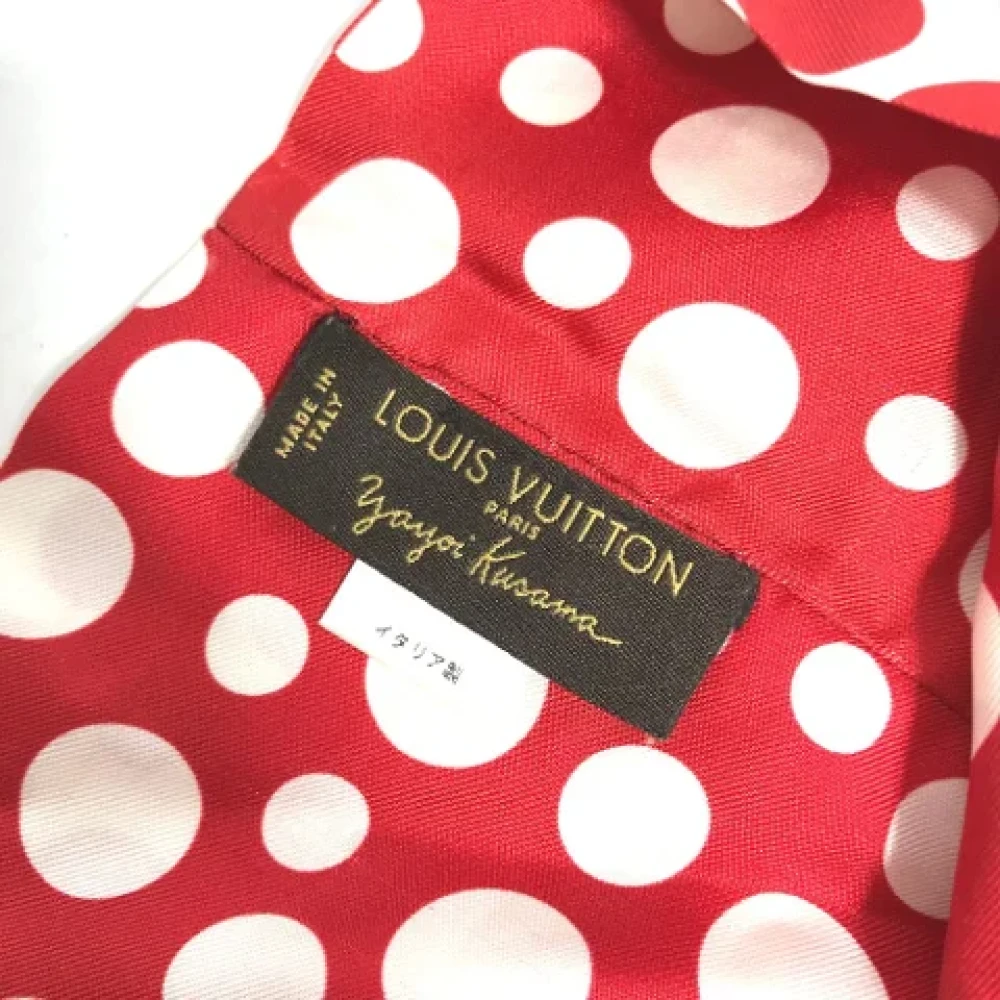 MADE IN
ITALY
LOUIS VUITTON
PARIS
Yayoi Kusama
イタリア製